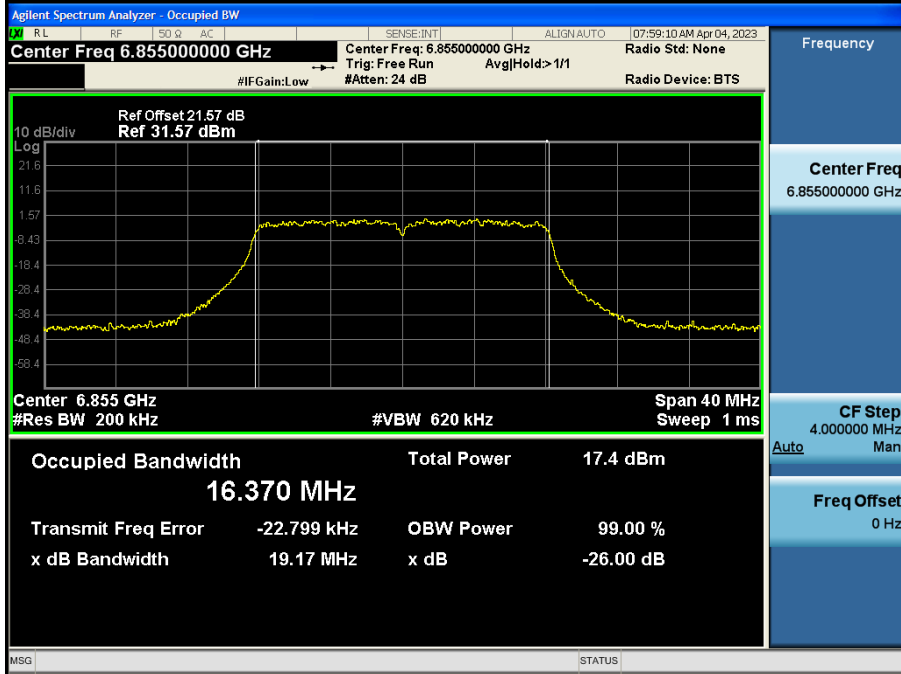 Agilent Spectrum Analyzer - Occupied BW
LXI RL RF 50 Ω AC SENSE:INT ALIGN AUTO 07:59:10 AM Apr 04, 2023
Center Freq 6.855000000 GHz
Center Freq: 6.855000000 GHz
Radio Std: None
Trig: Free Run Avg|Hold:>1/1
#IFGain:Low #Atten: 24 dB Radio Device: BTS
Ref Offset 21.57 dB
10 dB/div Ref 31.57 dBm
Log
21.6
11.6
1.57
-8.43
-18.4
-28.4
-38.4
-48.4
-58.4
Center 6.855 GHz Span 40 MHz
#Res BW 200 kHz #VBW 620 kHz Sweep 1 ms
Occupied Bandwidth Total Power 17.4 dBm
16.370 MHz
Transmit Freq Error -22.799 kHz OBW Power 99.00 %
x dB Bandwidth 19.17 MHz x dB -26.00 dB
Frequency
Center Freq
6.855000000 GHz
CF Step
4.000000 MHz
Auto Man
Freq Offset
0 Hz
MSG STATUS